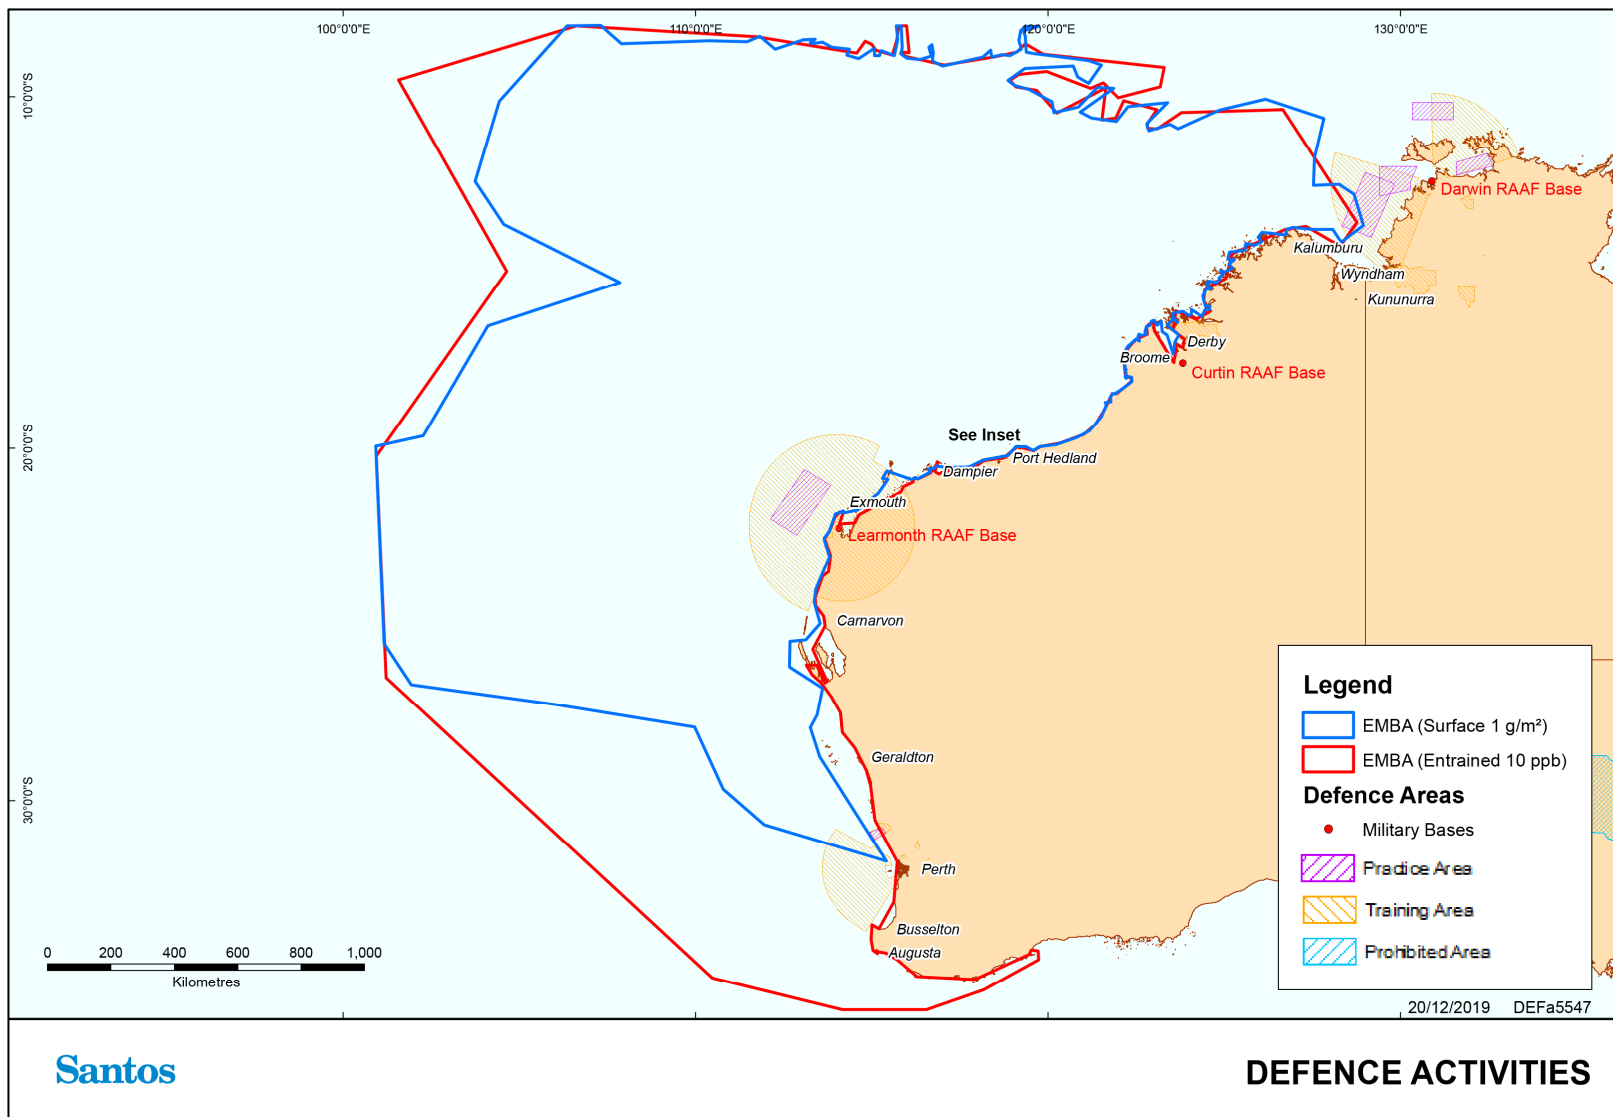 100°0'0"E
110°0'0"E
120°0'0"E
130°0'0"E
10°0'0"S
20°0'0"S
30°0'0"S
Darwin RAAF Base
Kalumburu
Wyndham
Kununurra
Derby
Broome
Curtin RAAF Base
See Inset
Port Hedland
Dampier
Exmouth
Learmonth RAAF Base
Carnarvon
Geraldton
Perth
Busselton
Augusta
Legend
EMBA (Surface 1 g/m²)
EMBA (Entrained 10 ppb)
Defence Areas
Military Bases
Practice Area
Training Area
Prohibited Area
0 200 400 600 800 1,000
Kilometres
20/12/2019 DEFa5547
Santos
DEFENCE ACTIVITIES